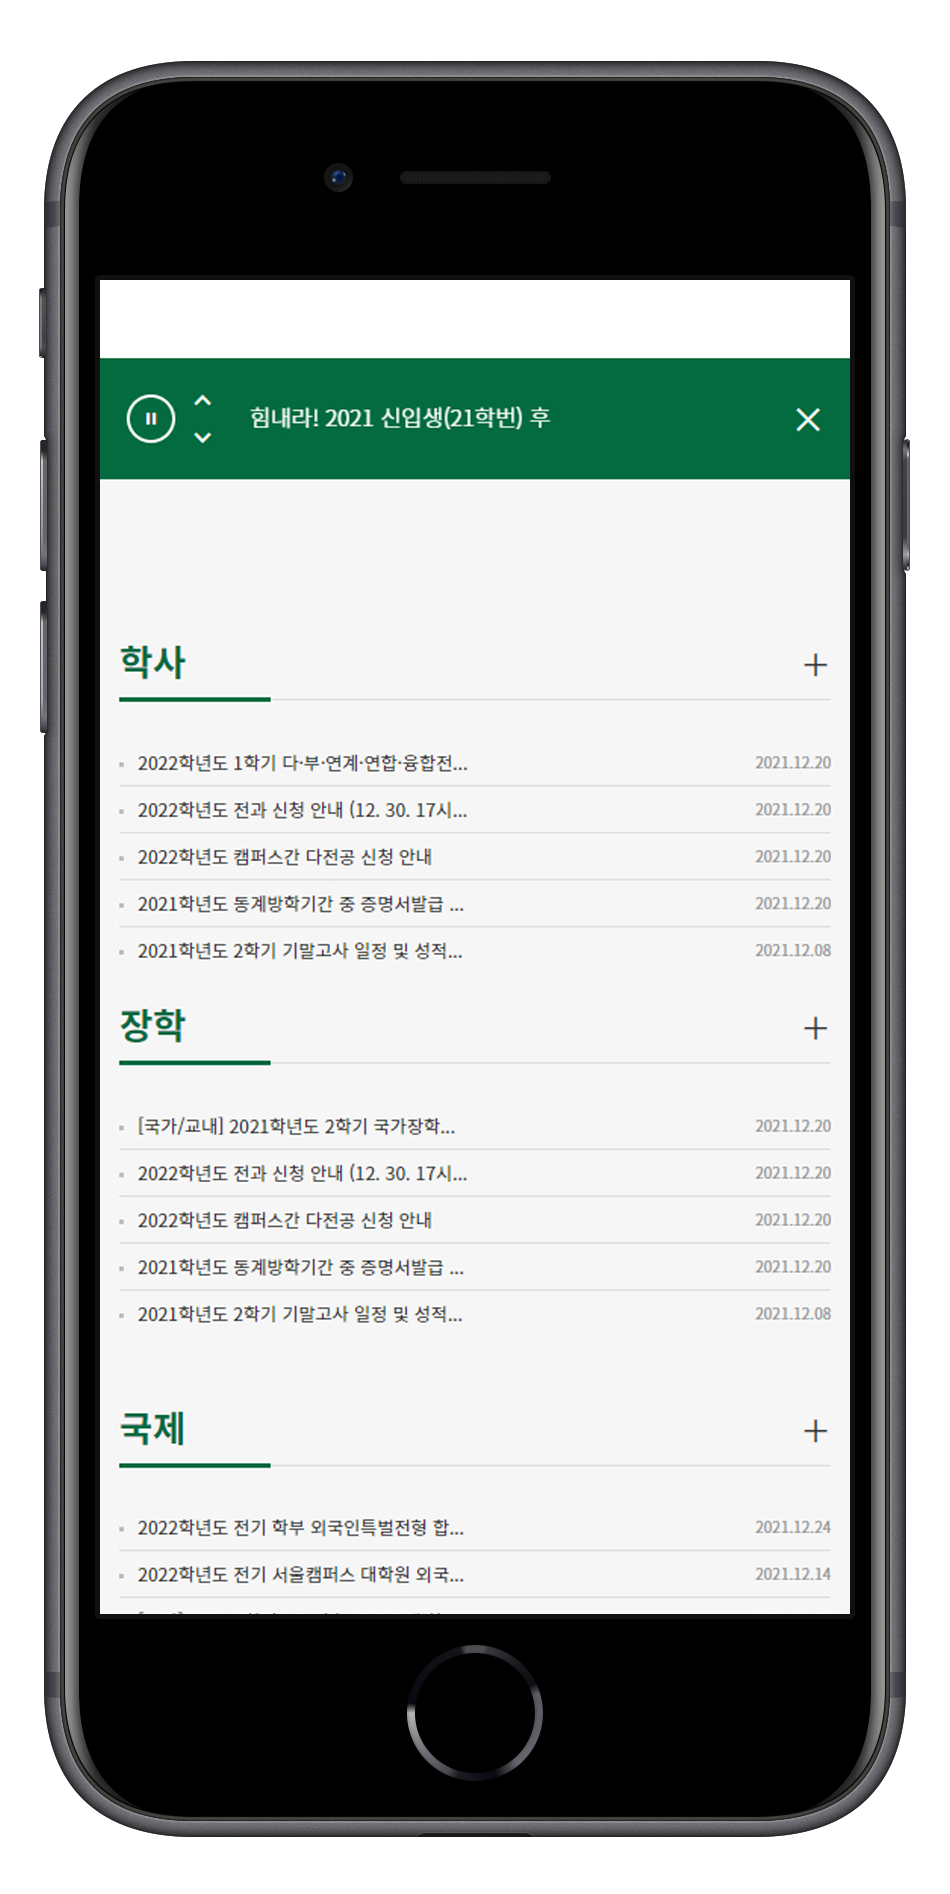 힘내라! 2021 신입생(21학번) 후
학사
2022학년도 1학기 다·부·연계·연합·융합전... 2021.12.20
2022학년도 전과 신청 안내 (12. 30. 17시... 2021.12.20
2022학년도 캠퍼스간 다전공 신청 안내 2021.12.20
2021학년도 동계방학기간 중 증명서발급 ... 2021.12.20
2021학년도 2학기 기말고사 일정 및 성적... 2021.12.08
장학
[국가/교내] 2021학년도 2학기 국가장학... 2021.12.20
2022학년도 전과 신청 안내 (12. 30. 17시... 2021.12.20
2022학년도 캠퍼스간 다전공 신청 안내 2021.12.20
2021학년도 동계방학기간 중 증명서발급 ... 2021.12.20
2021학년도 2학기 기말고사 일정 및 성적... 2021.12.08
국제
2022학년도 전기 학부 외국인특벌전형 합... 2021.12.24
2022학년도 전기 서울캠퍼스 대학원 외국... 2021.12.14